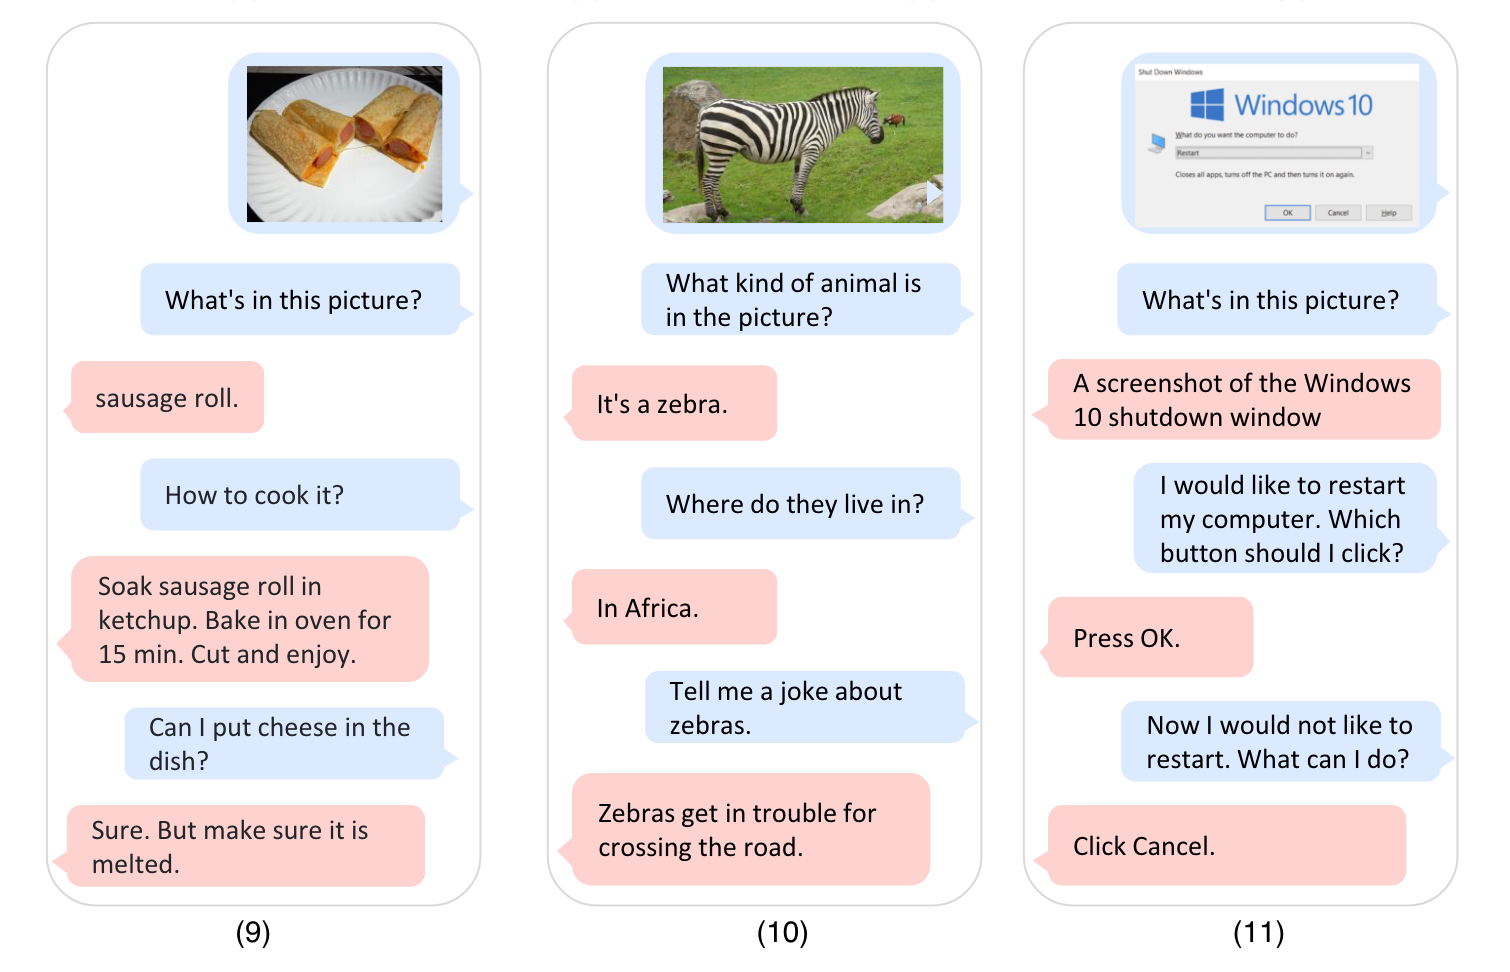 What's in this picture?
sausage roll.
How to cook it?
Soak sausage roll in
ketchup. Bake in oven for
15 min. Cut and enjoy.
Can I put cheese in the
dish?
Sure. But make sure it is
melted.
(9)
What kind of animal is
in the picture?
It's a zebra.
Where do they live in?
In Africa.
Tell me a joke about
zebras.
Zebras get in trouble for
crossing the road.
(10)
Shut Down Windows
Windows 10
What do you want the computer to do?
Restart
Closes all apps, turns off the PC and then turns it on again.
OK Cancel Help
What's in this picture?
A screenshot of the Windows
10 shutdown window
I would like to restart
my computer. Which
button should I click?
Press OK.
Now I would not like to
restart. What can I do?
Click Cancel.
(11)